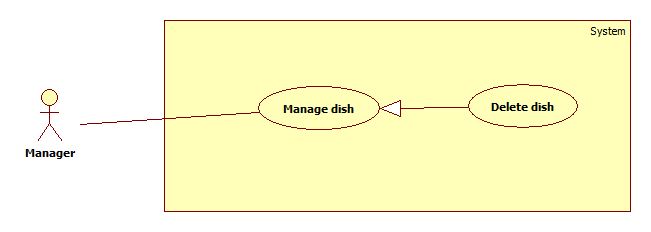 System
Manage dish
Delete dish
Manager